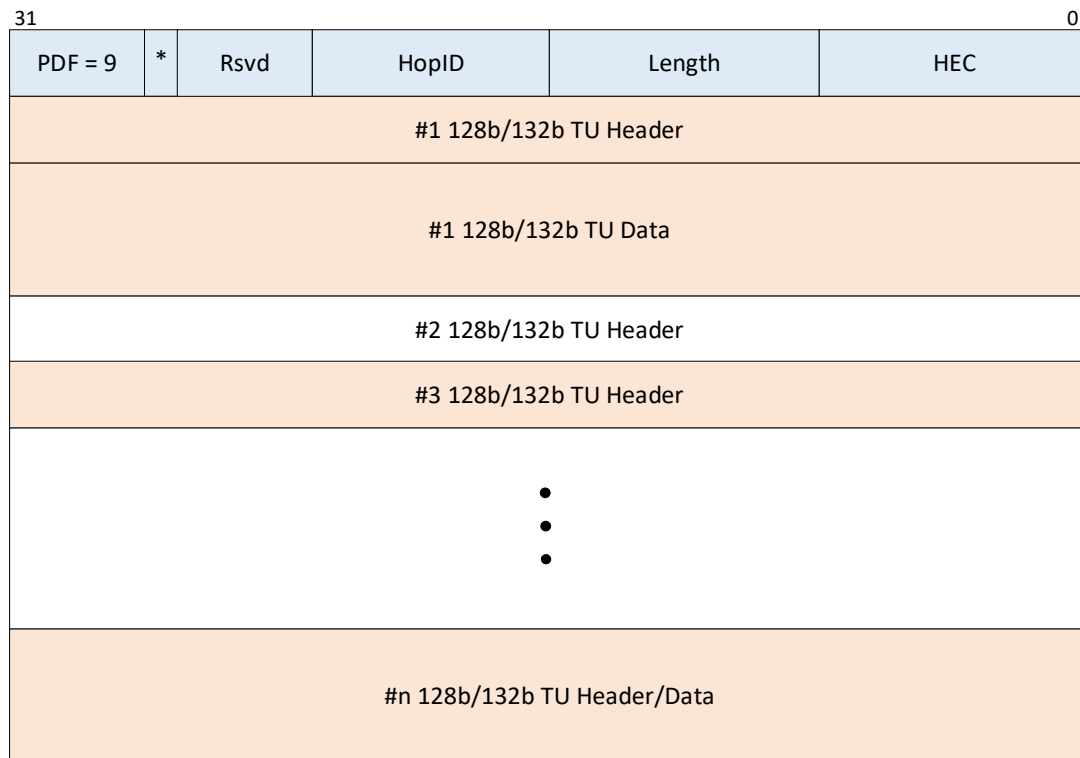 31 0
PDF = 9 * Rsvd HopID Length HEC
#1 128b/132b TU Header
#1 128b/132b TU Data
#2 128b/132b TU Header
#3 128b/132b TU Header
#n 128b/132b TU Header/Data